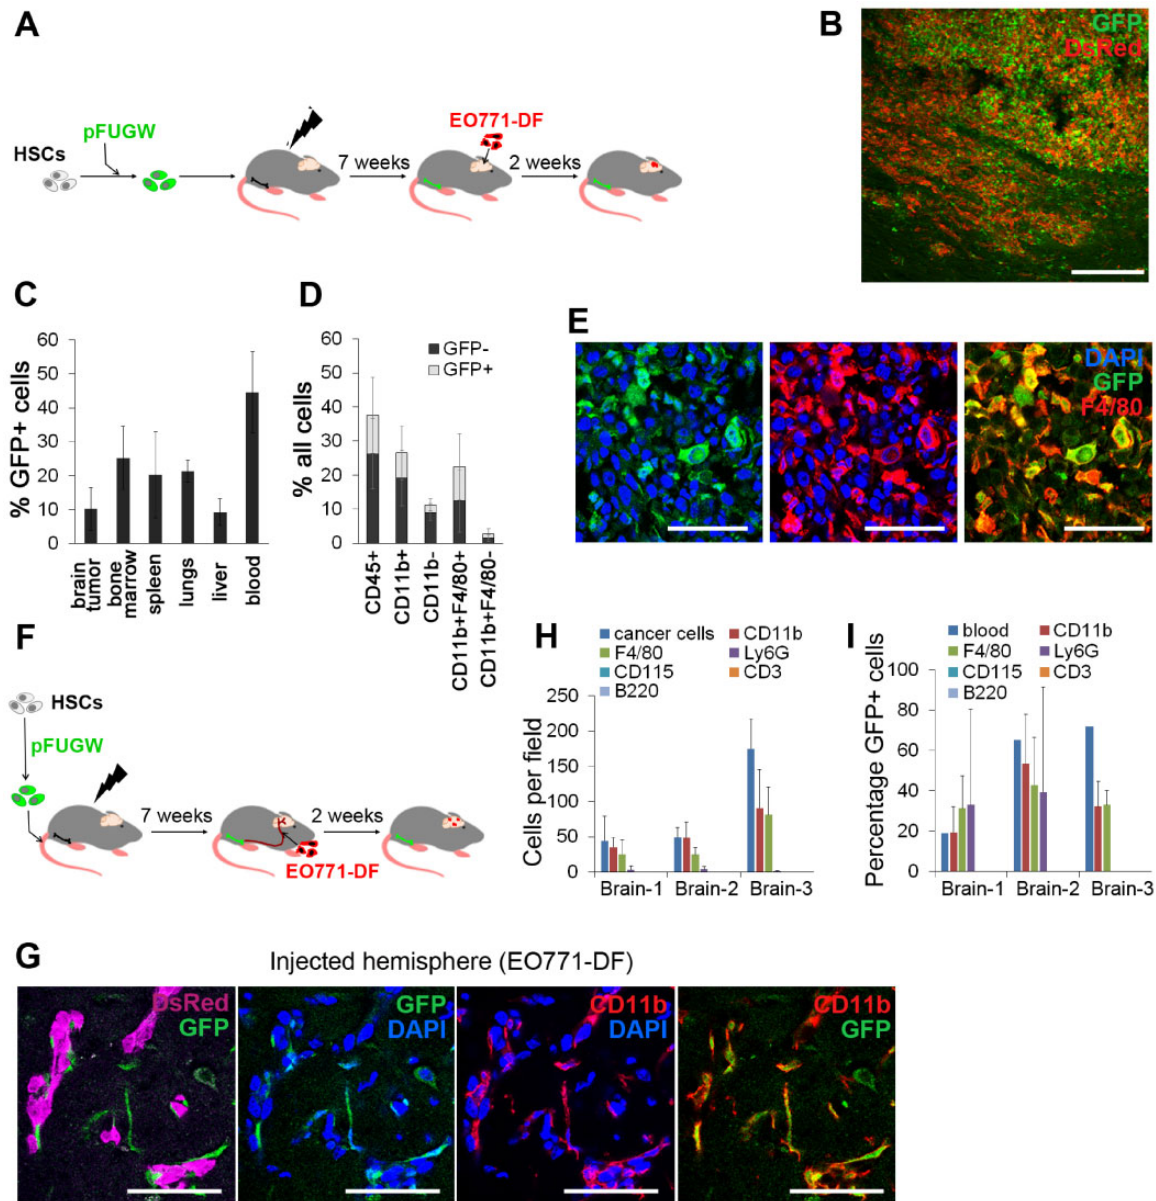 A
HSCs
pFUGW
7 weeks
EO771-DF
2 weeks
B
GFP
DsRed
C
% GFP+ cells
60
50
40
30
20
10
0
brain
tumor
bone
marrow
spleen
lungs
liver
blood
D
% all cells
60
50
40
30
20
10
0
GFP-
GFP+
CD45+
CD11b+
CD11b-
CD11b+F4/80+
CD11b+F4/80-
E
DAPI
GFP
F4/80
F
HSCs
pFUGW
7 weeks
EO771-DF
2 weeks
H
cancer cells
CD11b
F4/80
Ly6G
CD115
CD3
B220
Cells per field
250
200
150
100
50
0
Brain-1 Brain-2 Brain-3
I
blood
CD11b
F4/80
Ly6G
CD115
CD3
B220
Percentage GFP+ cells
100
80
60
40
20
0
Brain-1 Brain-2 Brain-3
G
Injected hemisphere (EO771-DF)
DsRed
GFP
GFP
DAPI
CD11b
DAPI
CD11b
GFP